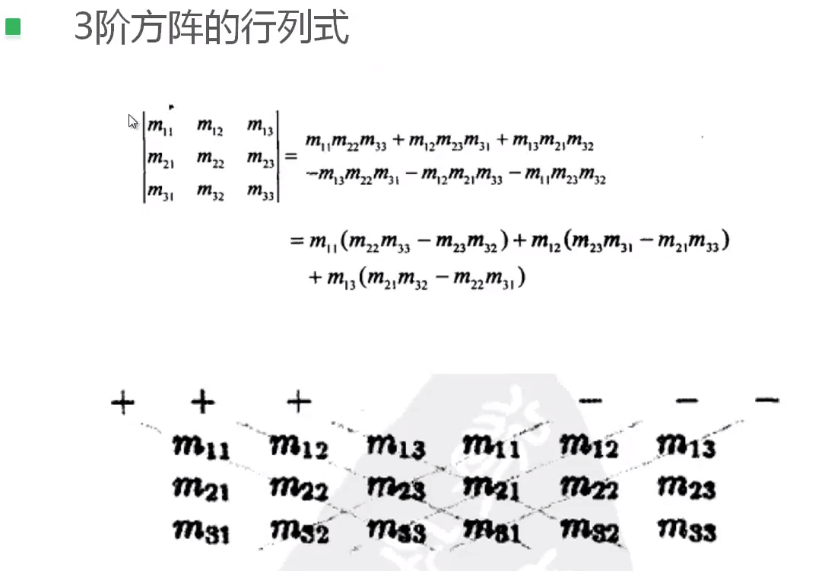 3阶方阵的行列式
|m₁₁ m₁₂ m₁₃|
|m₂₁ m₂₂ m₂₃| =
|m₃₁ m₃₂ m₃₃|
m₁₁m₂₂m₃₃ + m₁₂m₂₃m₃₁ + m₁₃m₂₁m₃₂
−m₁₃m₂₂m₃₁ − m₁₂m₂₁m₃₃ − m₁₁m₂₃m₃₂
= m₁₁(m₂₂m₃₃ − m₂₃m₃₂) + m₁₂(m₂₃m₃₁ − m₂₁m₃₃)
+ m₁₃(m₂₁m₃₂ − m₂₂m₃₁)
+ + + − − −
m₁₁ m₁₂ m₁₃ m₁₁ m₁₂ m₁₃
m₂₁ m₂₂ m₂₃ m₂₁ m₂₂ m₂₃
m₃₁ m₃₂ m₃₃ m₃₁ m₃₂ m₃₃